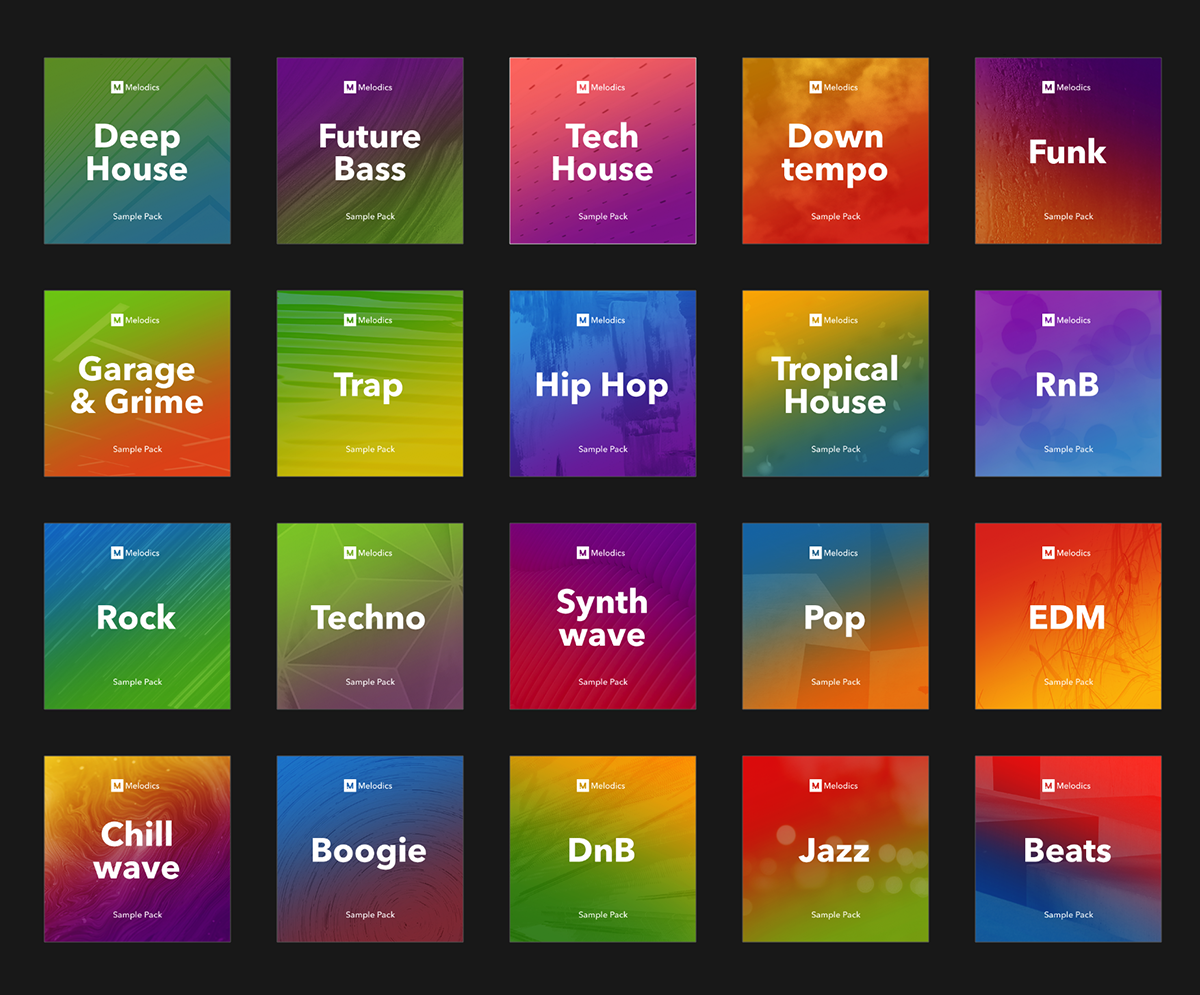 M Melodics
Deep
House
Sample Pack
M Melodics
Future
Bass
Sample Pack
M Melodics
Tech
House
Sample Pack
M Melodics
Down
tempo
Sample Pack
M Melodics
Funk
Sample Pack
M Melodics
Garage
& Grime
Sample Pack
M Melodics
Trap
Sample Pack
M Melodics
Hip Hop
Sample Pack
M Melodics
Tropical
House
Sample Pack
M Melodics
RnB
Sample Pack
M Melodics
Rock
Sample Pack
M Melodics
Techno
Sample Pack
M Melodics
Synth
wave
Sample Pack
M Melodics
Pop
Sample Pack
M Melodics
EDM
Sample Pack
M Melodics
Chill
wave
Sample Pack
M Melodics
Boogie
Sample Pack
M Melodics
DnB
Sample Pack
M Melodics
Jazz
Sample Pack
M Melodics
Beats
Sample Pack